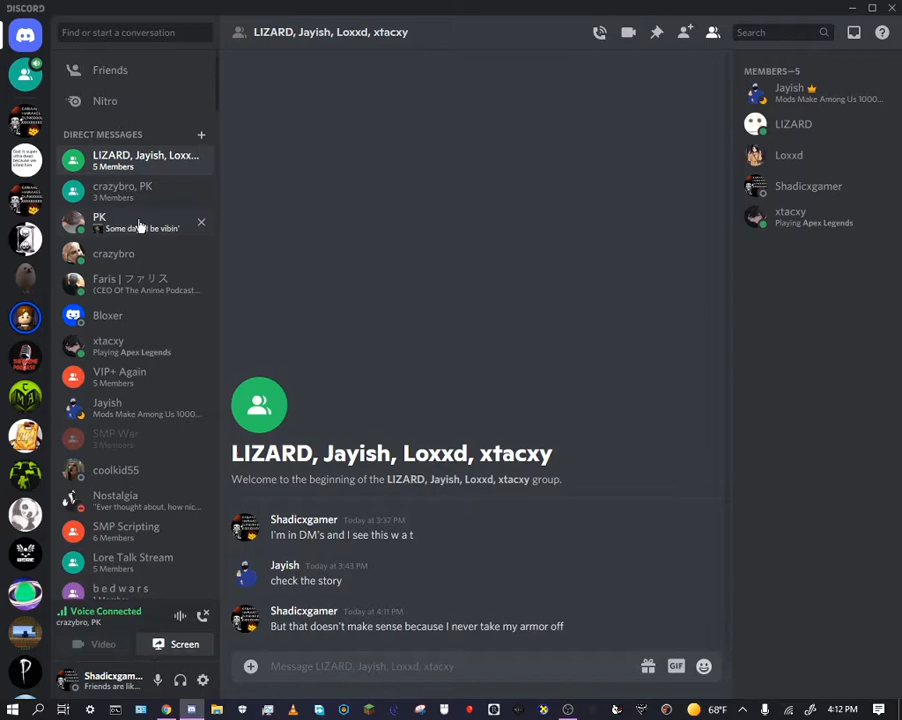 DISCORD
Find or start a conversation
LIZARD, Jayish, Loxxd, xtacxy
Search
Friends
Nitro
DIRECT MESSAGES
LIZARD, Jayish, Loxx...
5 Members
crazybro, PK
3 Members
PK
crazybro
Faris | ファリス
(CEO Of The Anime Podcast...
Bloxer
xtacxy
Playing Apex Legends
VIP+ Again
5 Members
Jayish
Mods Make Among Us 1000...
SMP War
3 Members
coolkid55
Nostalgia
"Ever thought about, how nic...
SMP Scripting
6 Members
Lore Talk Stream
5 Members
b e d w a r s
Voice Connected
crazybro, PK
Video
Screen
Shadicxgam...
Friends are lik...
LIZARD, Jayish, Loxxd, xtacxy
Welcome to the beginning of the LIZARD, Jayish, Loxxd, xtacxy group.
Shadicxgamer Today at 3:37 PM
I'm in DM's and I see this w a t
Jayish Today at 3:43 PM
check the story
Shadicxgamer Today at 4:11 PM
But that doesn't make sense because I never take my armor off
Message LIZARD, Jayish, Loxxd, xtacxy
GIF
MEMBERS—5
Jayish
Mods Make Among Us 1000...
LIZARD
Loxxd
Shadicxgamer
xtacxy
Playing Apex Legends
68°F
4:12 PM